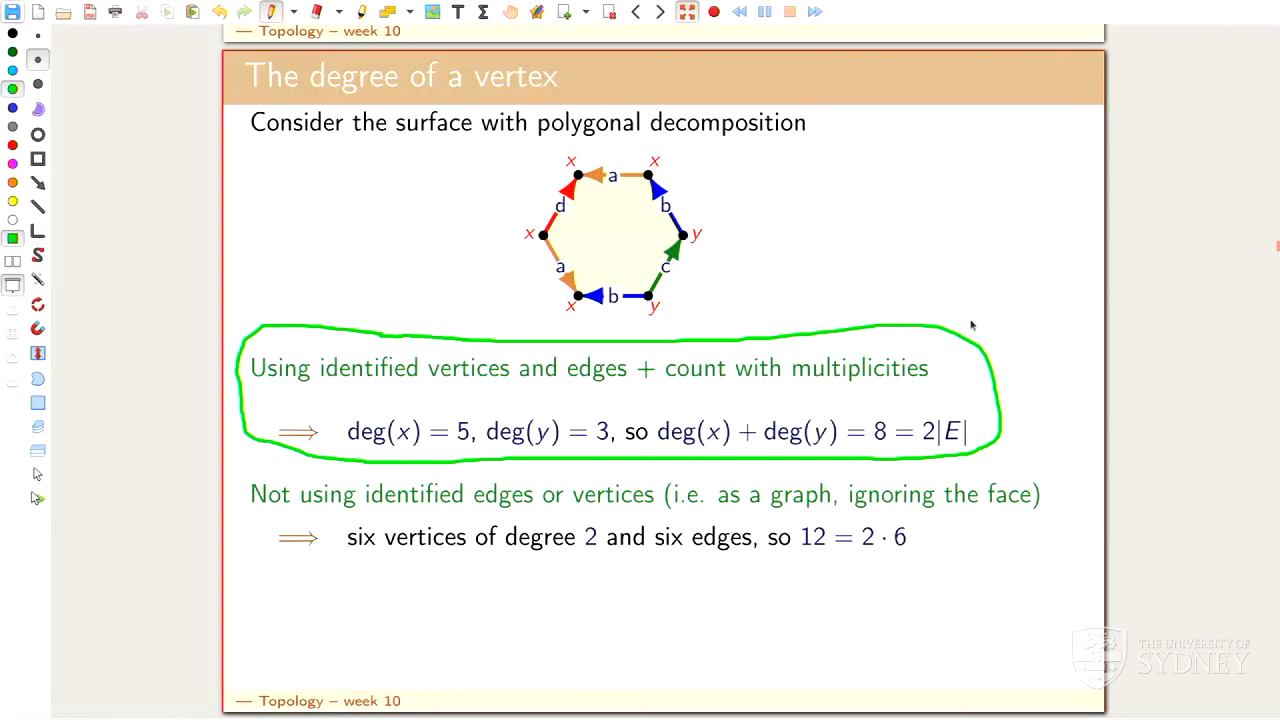 — Topology – week 10
The degree of a vertex
Consider the surface with polygonal decomposition
x x
a
d b
x y
a c
b
x y
Using identified vertices and edges + count with multiplicities
⟹ deg(x) = 5, deg(y) = 3, so deg(x) + deg(y) = 8 = 2|E|
Not using identified edges or vertices (i.e. as a graph, ignoring the face)
⟹ six vertices of degree 2 and six edges, so 12 = 2 · 6
THE UNIVERSITY OF
SYDNEY
— Topology – week 10